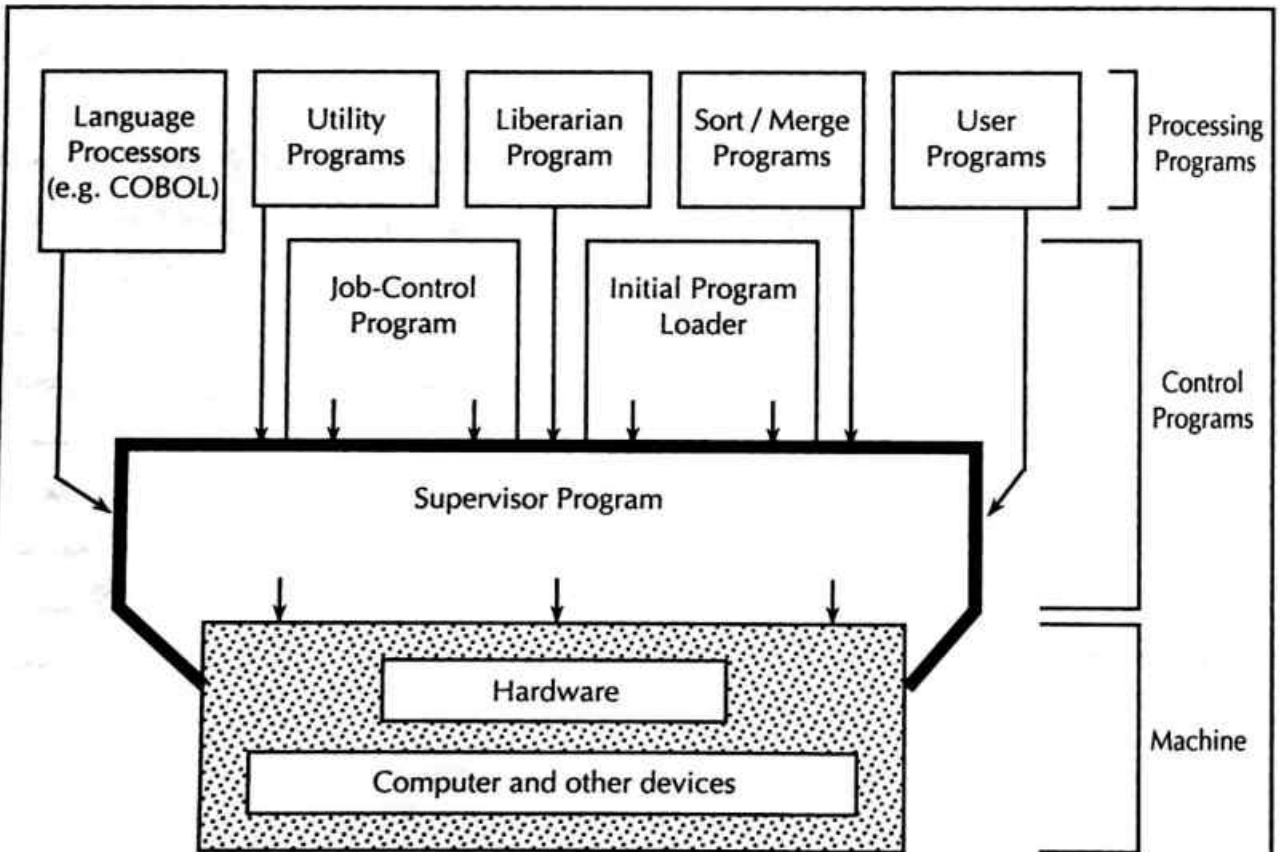 Language
Processors
(e.g. COBOL)
Utility
Programs
Liberarian
Program
Sort / Merge
Programs
User
Programs
Processing
Programs
Job-Control
Program
Initial Program
Loader
Control
Programs
Supervisor Program
Hardware
Machine
Computer and other devices